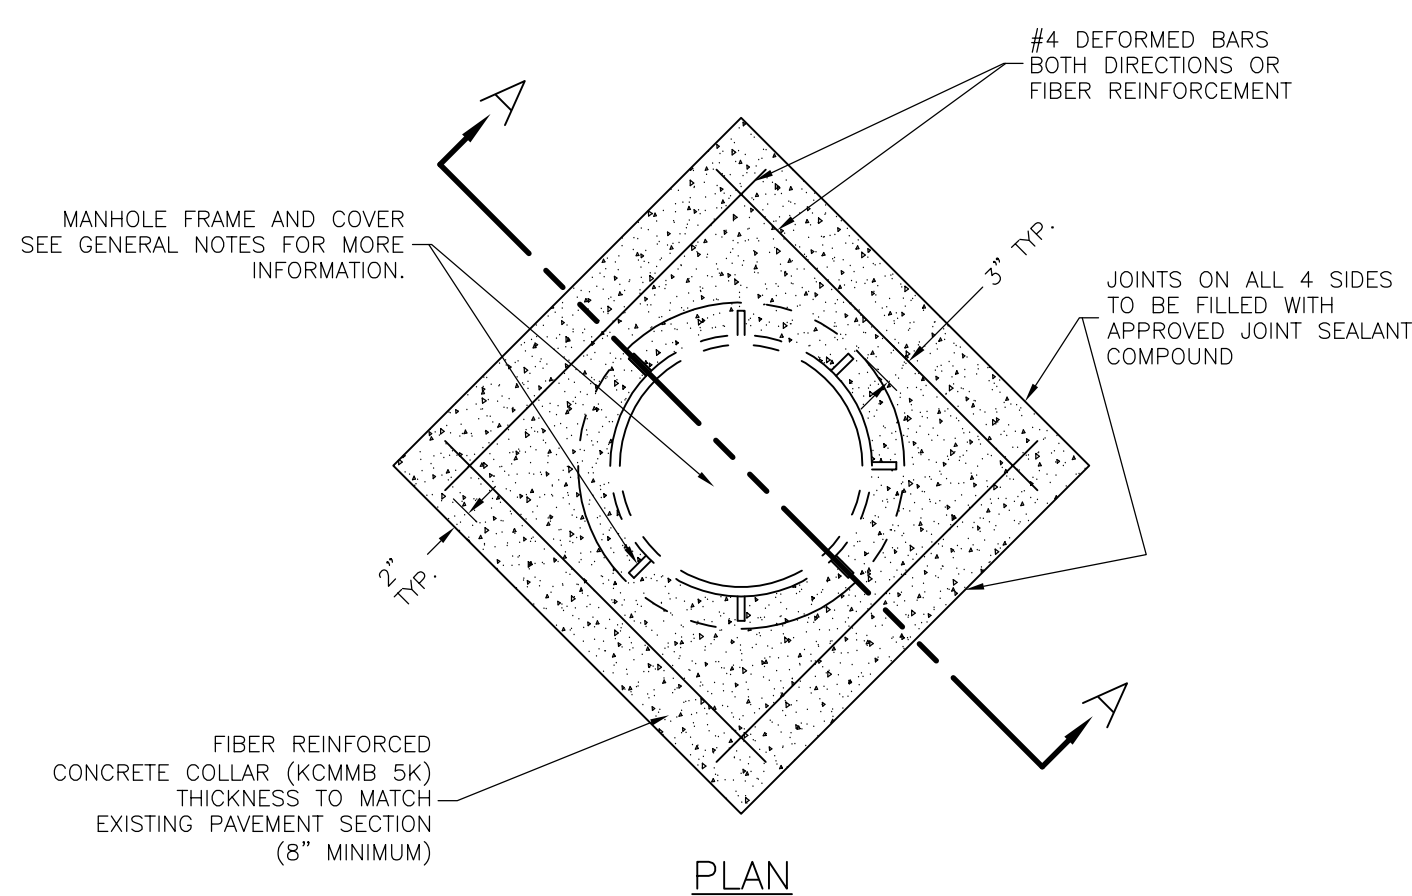 #4 DEFORMED BARS
BOTH DIRECTIONS OR
FIBER REINFORCEMENT
A
MANHOLE FRAME AND COVER
SEE GENERAL NOTES FOR MORE
INFORMATION.
3" TYP.
JOINTS ON ALL 4 SIDES
TO BE FILLED WITH
APPROVED JOINT SEALANT
COMPOUND
2"
TYP.
A
FIBER REINFORCED
CONCRETE COLLAR (KCMMB 5K)
THICKNESS TO MATCH
EXISTING PAVEMENT SECTION
(8" MINIMUM)
PLAN